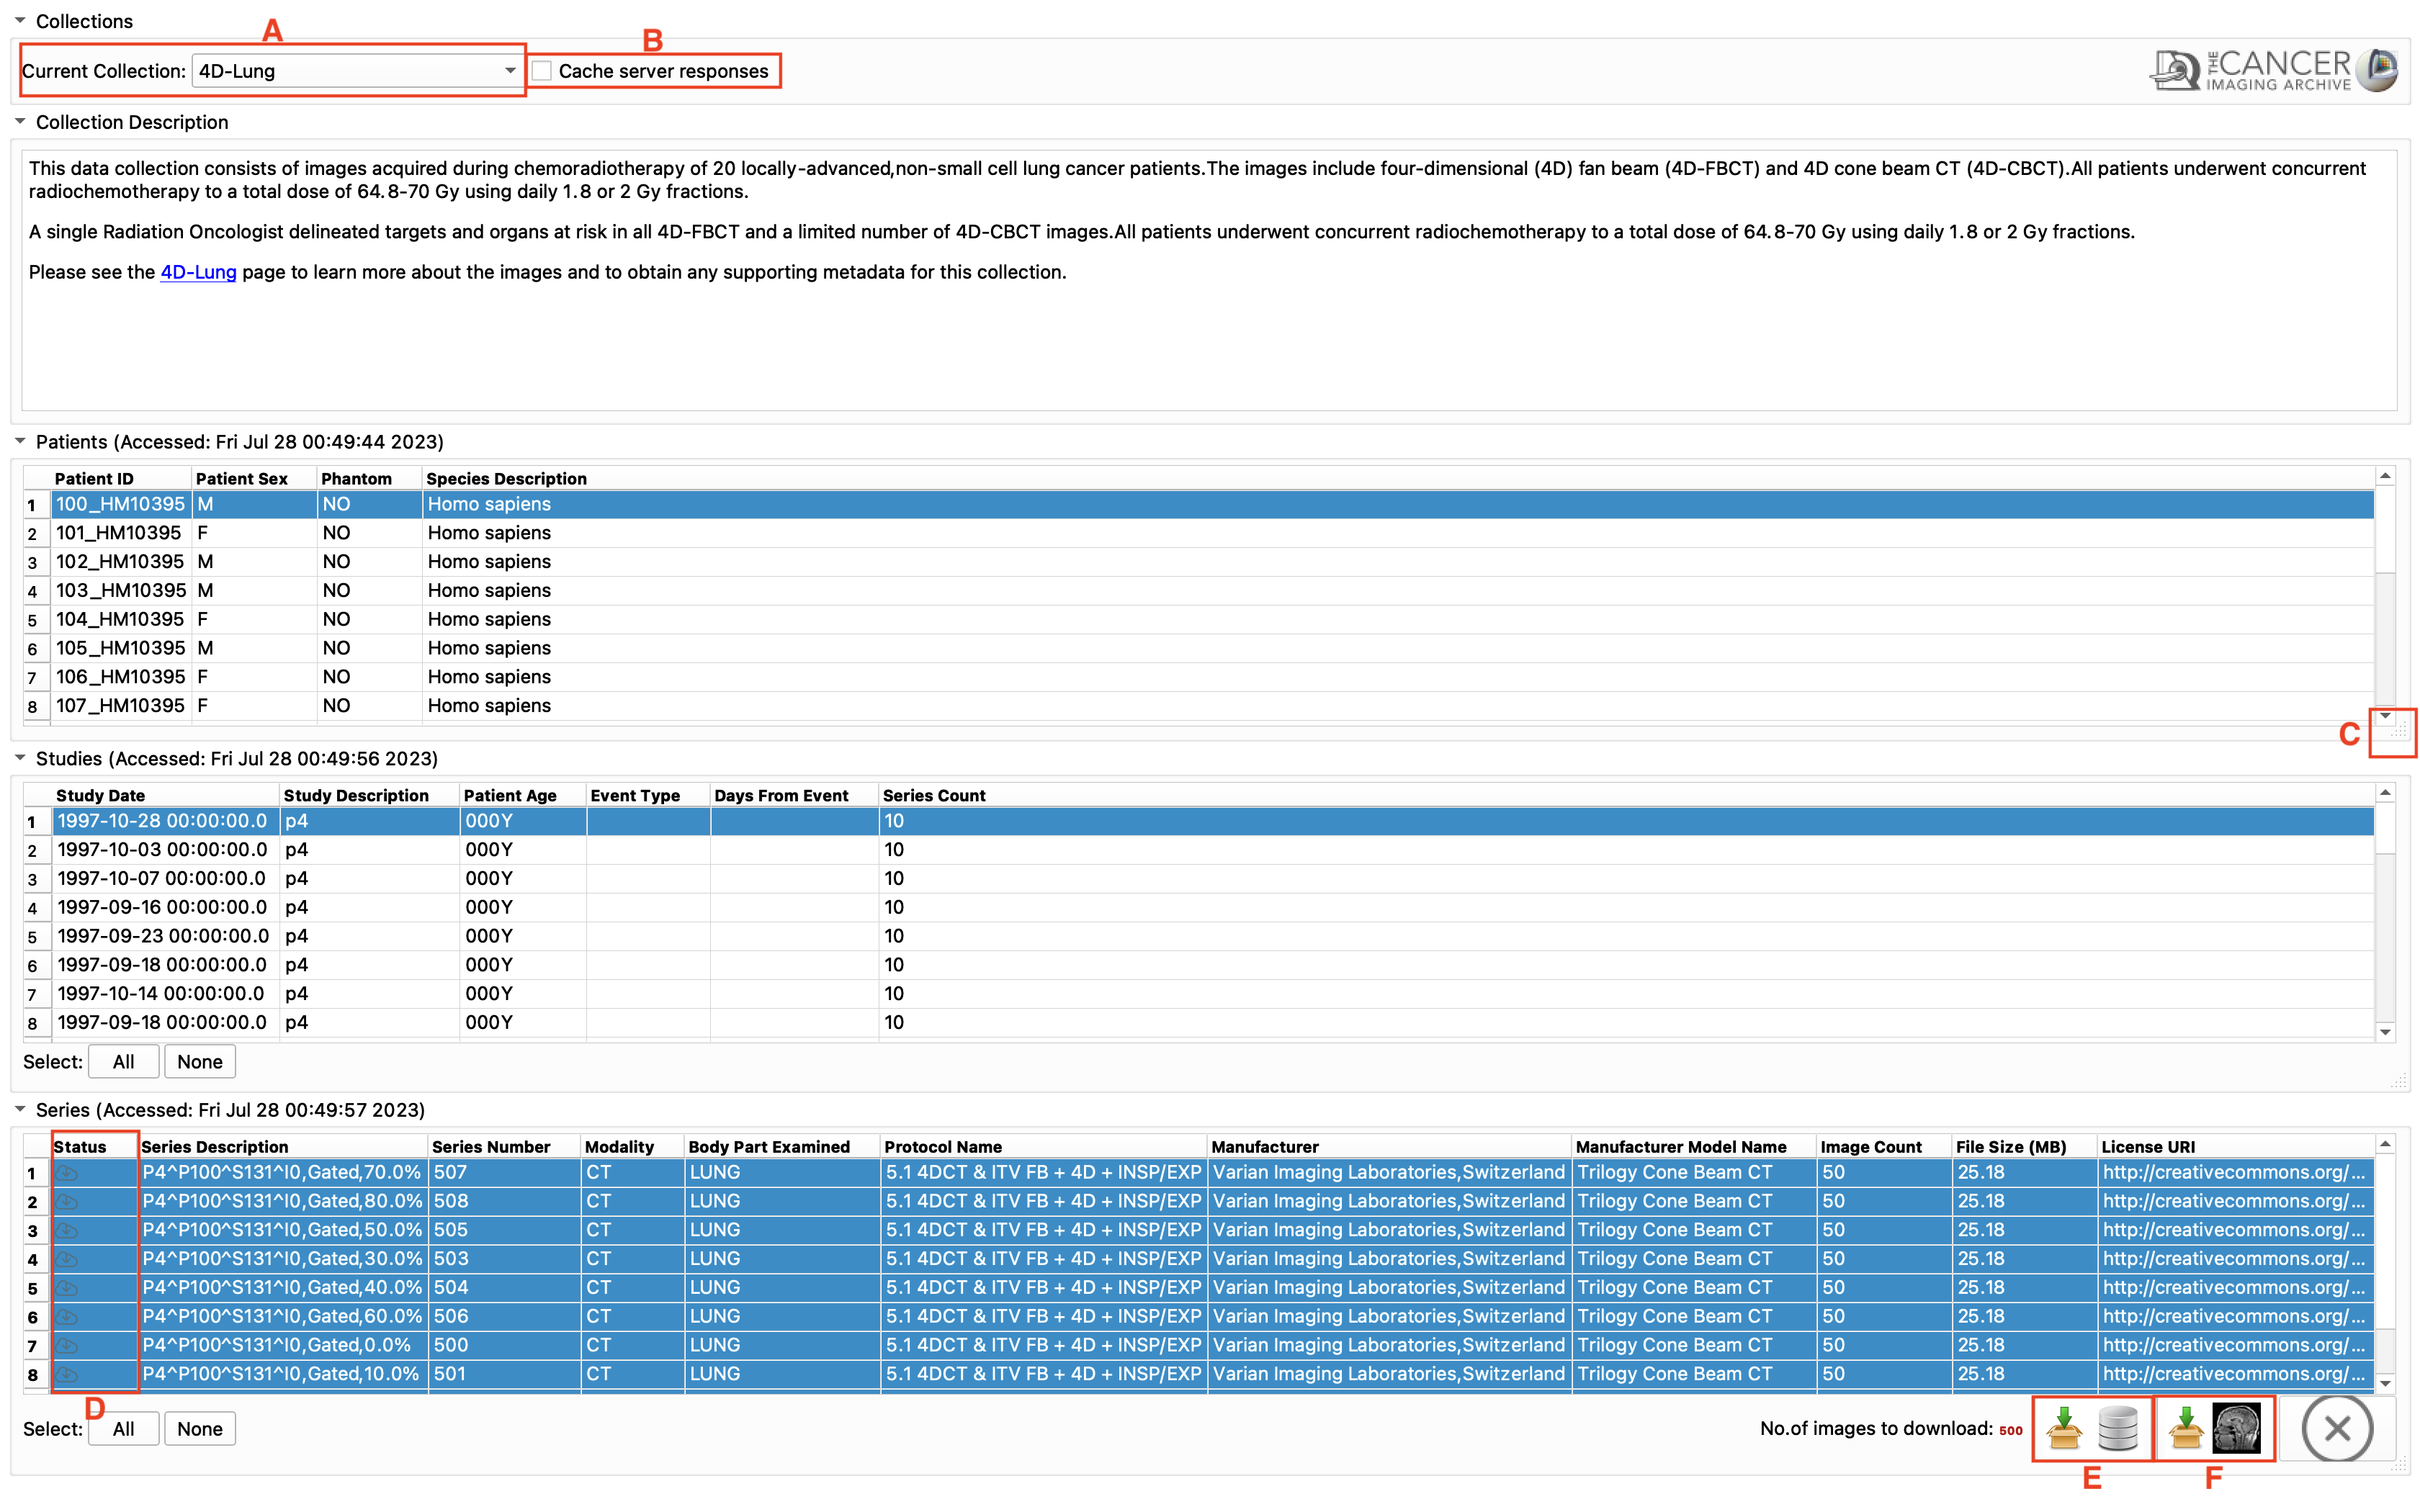 Collections
A
B
Current Collection: 4D-Lung
Cache server responses
THE CANCER IMAGING ARCHIVE
Collection Description
This data collection consists of images acquired during chemoradiotherapy of 20 locally-advanced,non-small cell lung cancer patients.The images include four-dimensional (4D) fan beam (4D-FBCT) and 4D cone beam CT (4D-CBCT).All patients underwent concurrent
radiochemotherapy to a total dose of 64.8-70 Gy using daily 1.8 or 2 Gy fractions.
A single Radiation Oncologist delineated targets and organs at risk in all 4D-FBCT and a limited number of 4D-CBCT images.All patients underwent concurrent radiochemotherapy to a total dose of 64.8-70 Gy using daily 1.8 or 2 Gy fractions.
Please see the 4D-Lung page to learn more about the images and to obtain any supporting metadata for this collection.
Patients (Accessed: Fri Jul 28 00:49:44 2023)
Patient ID Patient Sex Phantom Species Description
1 100_HM10395 M NO Homo sapiens
2 101_HM10395 F NO Homo sapiens
3 102_HM10395 M NO Homo sapiens
4 103_HM10395 M NO Homo sapiens
5 104_HM10395 F NO Homo sapiens
6 105_HM10395 M NO Homo sapiens
7 106_HM10395 F NO Homo sapiens
8 107_HM10395 F NO Homo sapiens
C
Studies (Accessed: Fri Jul 28 00:49:56 2023)
Study Date Study Description Patient Age Event Type Days From Event Series Count
1 1997-10-28 00:00:00.0 p4 000Y 10
2 1997-10-03 00:00:00.0 p4 000Y 10
3 1997-10-07 00:00:00.0 p4 000Y 10
4 1997-09-16 00:00:00.0 p4 000Y 10
5 1997-09-23 00:00:00.0 p4 000Y 10
6 1997-09-18 00:00:00.0 p4 000Y 10
7 1997-10-14 00:00:00.0 p4 000Y 10
8 1997-09-18 00:00:00.0 p4 000Y 10
Select: All None
Series (Accessed: Fri Jul 28 00:49:57 2023)
Status Series Description Series Number Modality Body Part Examined Protocol Name Manufacturer Manufacturer Model Name Image Count File Size (MB) License URI
1 P4^P100^S131^I0,Gated,70.0% 507 CT LUNG 5.1 4DCT & ITV FB + 4D + INSP/EXP Varian Imaging Laboratories,Switzerland Trilogy Cone Beam CT 50 25.18 http://creativecommons.org/...
2 P4^P100^S131^I0,Gated,80.0% 508 CT LUNG 5.1 4DCT & ITV FB + 4D + INSP/EXP Varian Imaging Laboratories,Switzerland Trilogy Cone Beam CT 50 25.18 http://creativecommons.org/...
3 P4^P100^S131^I0,Gated,50.0% 505 CT LUNG 5.1 4DCT & ITV FB + 4D + INSP/EXP Varian Imaging Laboratories,Switzerland Trilogy Cone Beam CT 50 25.18 http://creativecommons.org/...
4 P4^P100^S131^I0,Gated,30.0% 503 CT LUNG 5.1 4DCT & ITV FB + 4D + INSP/EXP Varian Imaging Laboratories,Switzerland Trilogy Cone Beam CT 50 25.18 http://creativecommons.org/...
5 P4^P100^S131^I0,Gated,40.0% 504 CT LUNG 5.1 4DCT & ITV FB + 4D + INSP/EXP Varian Imaging Laboratories,Switzerland Trilogy Cone Beam CT 50 25.18 http://creativecommons.org/...
6 P4^P100^S131^I0,Gated,60.0% 506 CT LUNG 5.1 4DCT & ITV FB + 4D + INSP/EXP Varian Imaging Laboratories,Switzerland Trilogy Cone Beam CT 50 25.18 http://creativecommons.org/...
7 P4^P100^S131^I0,Gated,0.0% 500 CT LUNG 5.1 4DCT & ITV FB + 4D + INSP/EXP Varian Imaging Laboratories,Switzerland Trilogy Cone Beam CT 50 25.18 http://creativecommons.org/...
8 P4^P100^S131^I0,Gated,10.0% 501 CT LUNG 5.1 4DCT & ITV FB + 4D + INSP/EXP Varian Imaging Laboratories,Switzerland Trilogy Cone Beam CT 50 25.18 http://creativecommons.org/...
D
Select: All None
No.of images to download: 500
E
F